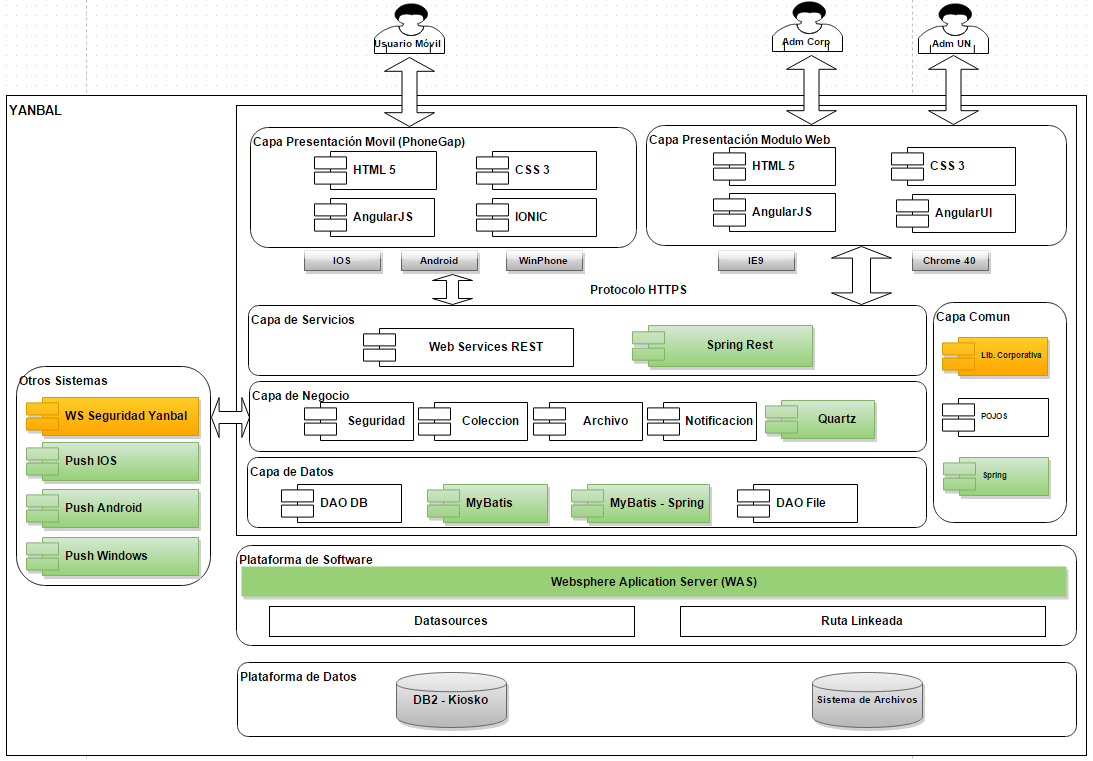 Usuario Móvil
Adm Corp
Adm UN
YANBAL
Capa Presentación Movil (PhoneGap)
HTML 5
CSS 3
AngularJS
IONIC
Capa Presentación Modulo Web
HTML 5
CSS 3
AngularJS
AngularUI
IOS
Android
WinPhone
IE9
Chrome 40
Protocolo HTTPS
Capa de Servicios
Web Services REST
Spring Rest
Capa Comun
Lib. Corporativa
POJOS
Spring
Otros Sistemas
WS Seguridad Yanbal
Push IOS
Push Android
Push Windows
Capa de Negocio
Seguridad
Coleccion
Archivo
Notificacion
Quartz
Capa de Datos
DAO DB
MyBatis
MyBatis - Spring
DAO File
Plataforma de Software
Websphere Aplication Server (WAS)
Datasources
Ruta Linkeada
Plataforma de Datos
DB2 - Kiosko
Sistema de Archivos